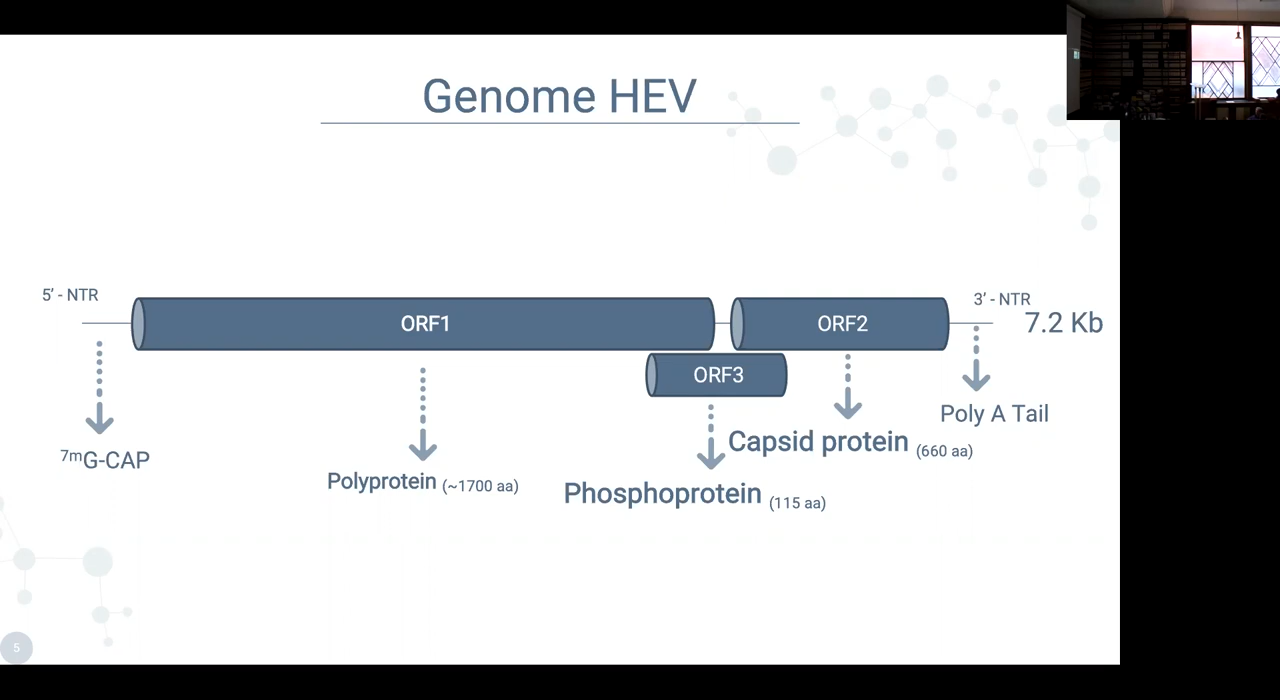 Genome HEV
5’ - NTR
3’ - NTR
ORF1
ORF2
7.2 Kb
ORF3
Poly A Tail
Capsid protein (660 aa)
7mG-CAP
Polyprotein (~1700 aa)
Phosphoprotein (115 aa)
5